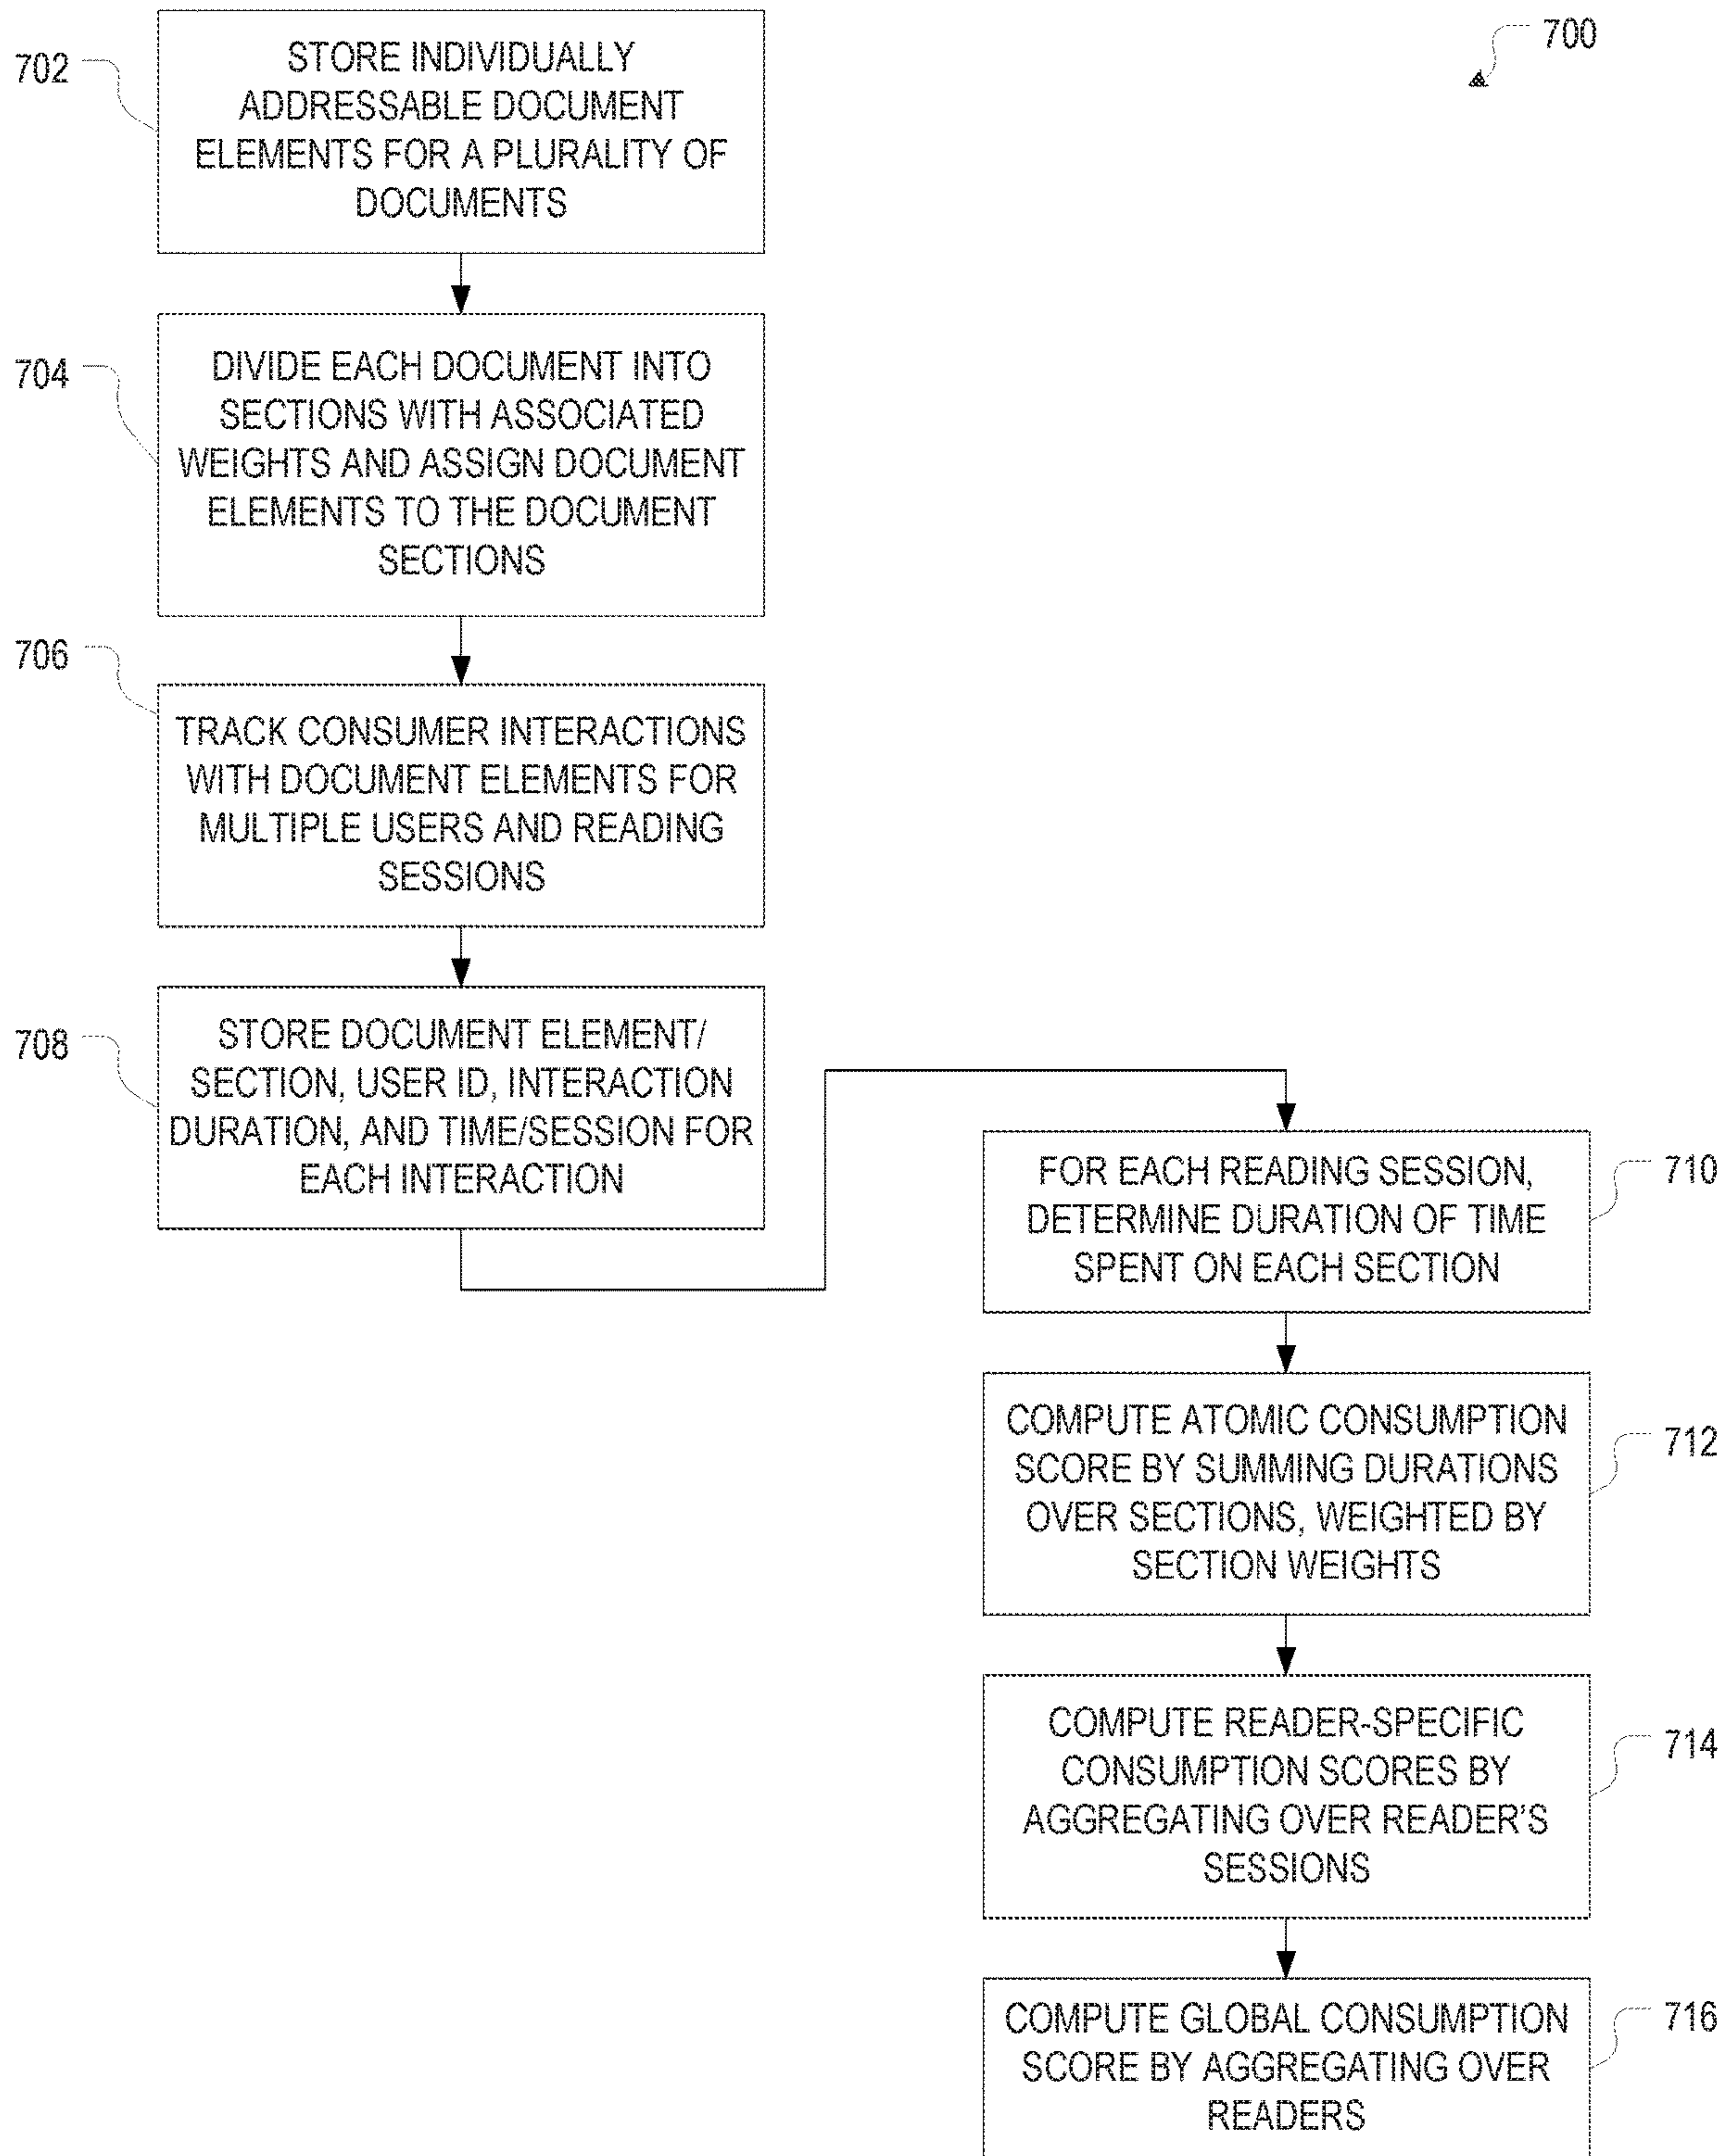 700
702
STORE INDIVIDUALLY
ADDRESSABLE DOCUMENT
ELEMENTS FOR A PLURALITY OF
DOCUMENTS
704
DIVIDE EACH DOCUMENT INTO
SECTIONS WITH ASSOCIATED
WEIGHTS AND ASSIGN DOCUMENT
ELEMENTS TO THE DOCUMENT
SECTIONS
706
TRACK CONSUMER INTERACTIONS
WITH DOCUMENT ELEMENTS FOR
MULTIPLE USERS AND READING
SESSIONS
708
STORE DOCUMENT ELEMENT/
SECTION, USER ID, INTERACTION
DURATION, AND TIME/SESSION FOR
EACH INTERACTION
710
FOR EACH READING SESSION,
DETERMINE DURATION OF TIME
SPENT ON EACH SECTION
712
COMPUTE ATOMIC CONSUMPTION
SCORE BY SUMMING DURATIONS
OVER SECTIONS, WEIGHTED BY
SECTION WEIGHTS
714
COMPUTE READER-SPECIFIC
CONSUMPTION SCORES BY
AGGREGATING OVER READER'S
SESSIONS
716
COMPUTE GLOBAL CONSUMPTION
SCORE BY AGGREGATING OVER
READERS